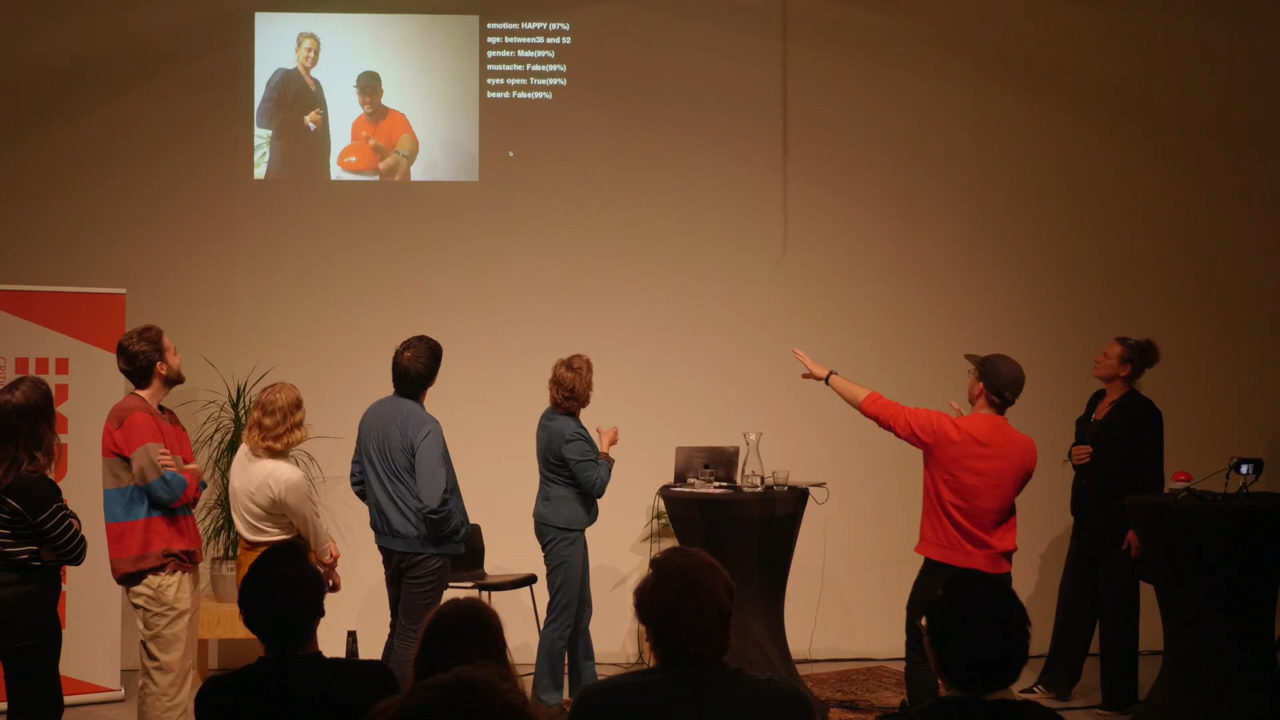 emotion: HAPPY (97%)
age: between35 and 52
gender: Male(99%)
mustache: False(99%)
eyes open: True(99%)
beard: False(99%)